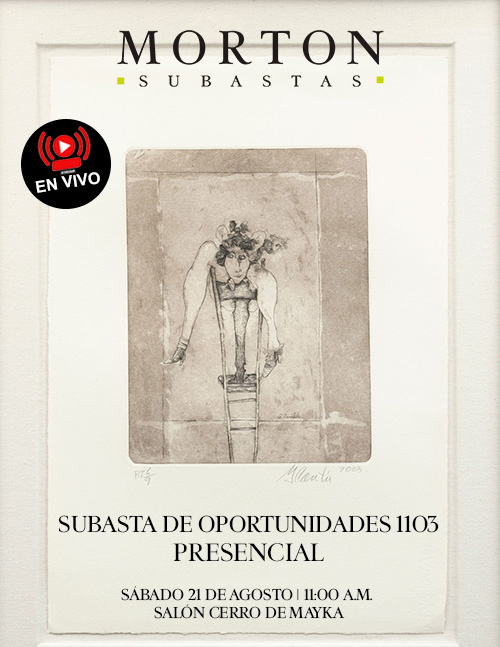 MORTON
SUBASTAS
EN VIVO
2003
SUBASTA DE OPORTUNIDADES 1103
PRESENCIAL
SÁBADO 21 DE AGOSTO | 11:00 A.M.
SALÓN CERRO DE MAYKA